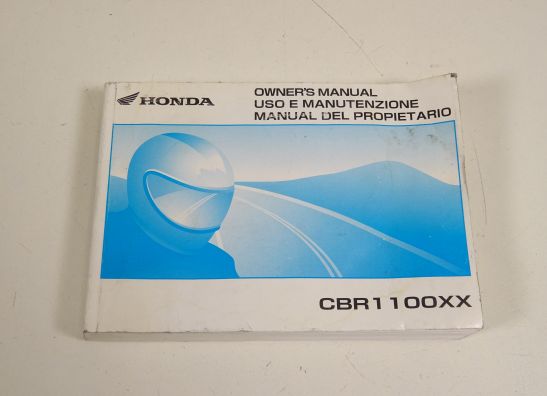 HONDA
OWNER'S MANUAL
USO E MANUTENZIONE
MANUAL DEL PROPIETARIO
CBR1100XX